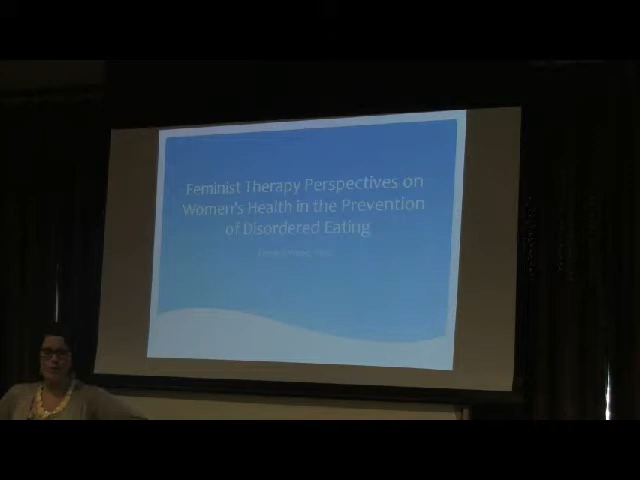 Feminist Therapy Perspectives on
Women's Health in the Prevention
of Disordered Eating